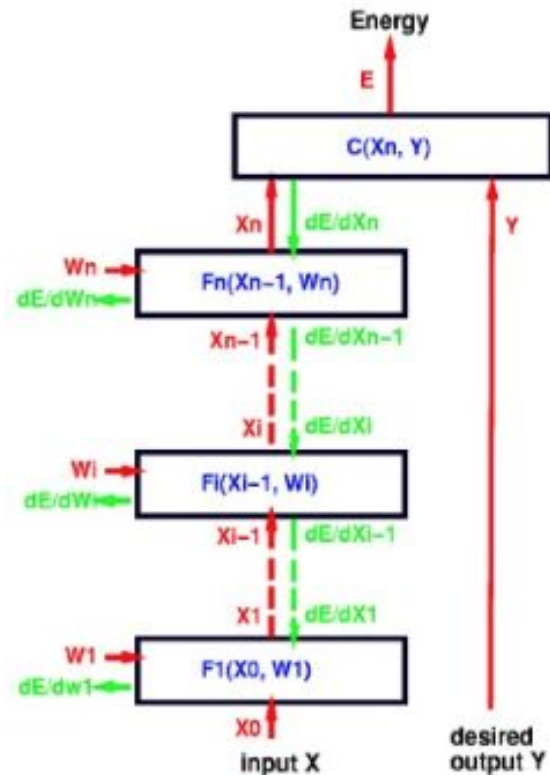 Energy
E
C(Xn, Y)
Xn
dE/dXn
Y
Wn
Fn(Xn-1, Wn)
dE/dWn
Xn-1
dE/dXn-1
Xi
dE/dXi
Wi
Fi(Xi-1, Wi)
dE/dWi
Xi-1
dE/dXi-1
X1
dE/dX1
W1
F1(X0, W1)
dE/dw1
X0
input X
desired
output Y